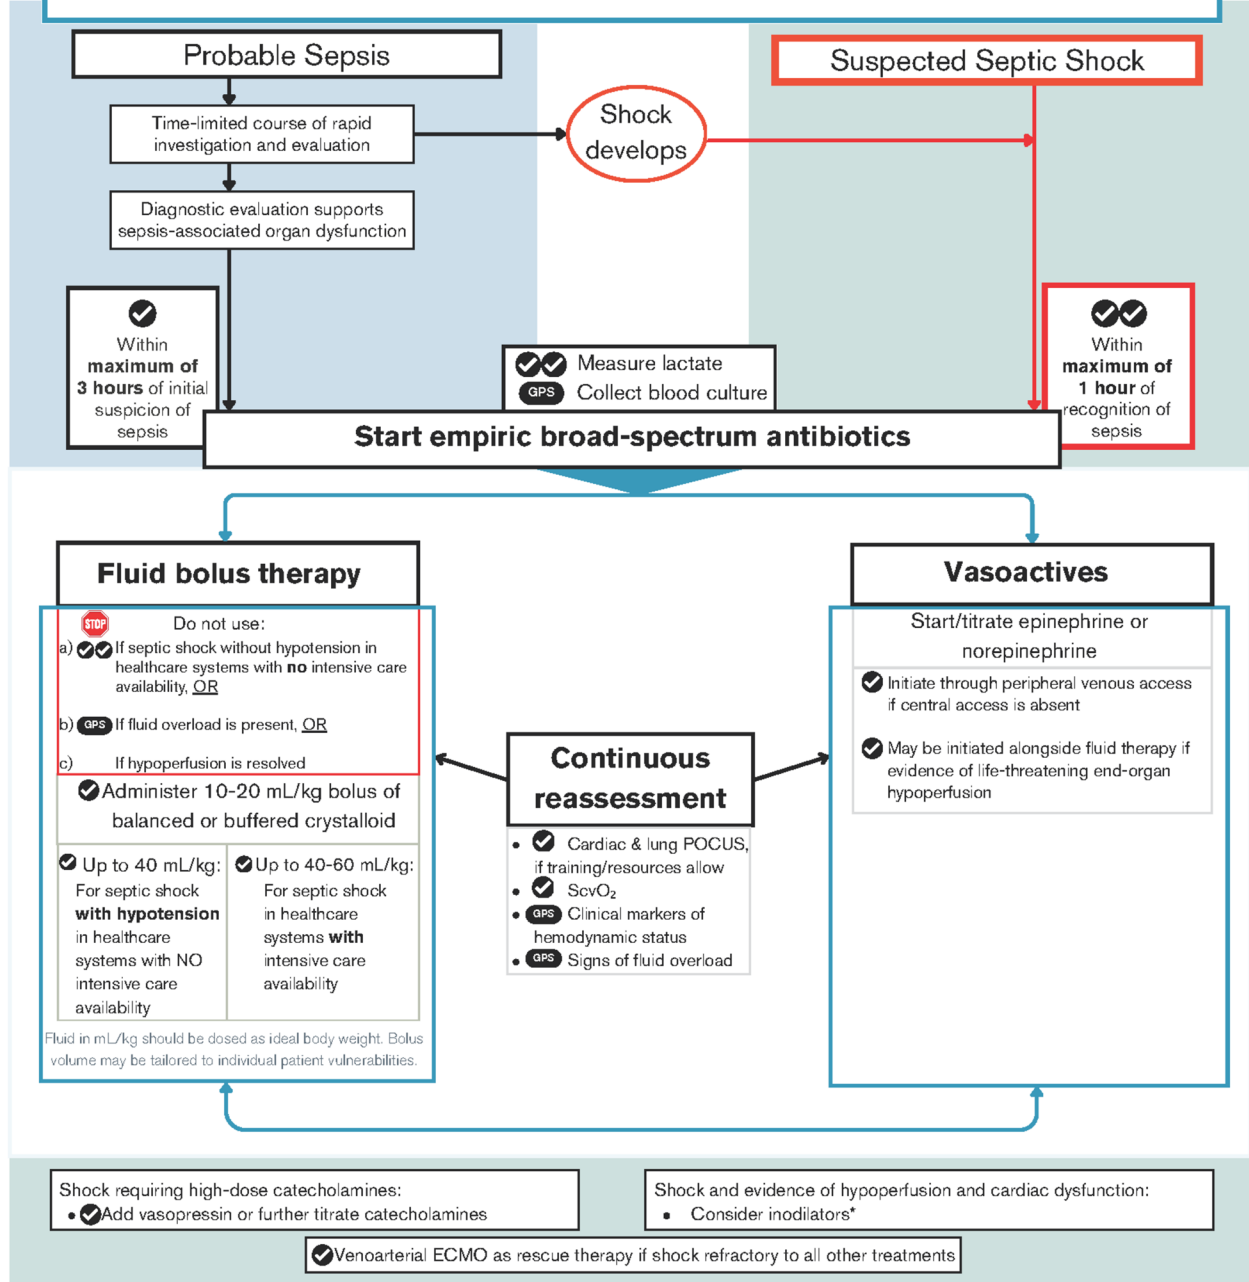 Probable Sepsis
Suspected Septic Shock
Time-limited course of rapid
investigation and evaluation
Shock
develops
Diagnostic evaluation supports
sepsis-associated organ dysfunction
Within
maximum of
3 hours of initial
suspicion of
sepsis
Measure lactate
GPS Collect blood culture
Within
maximum of
1 hour of
recognition of
sepsis
Start empiric broad-spectrum antibiotics
Fluid bolus therapy
STOP Do not use:
a) If septic shock without hypotension in
healthcare systems with no intensive care
availability, OR
b) GPS If fluid overload is present, OR
c) If hypoperfusion is resolved
Administer 10-20 mL/kg bolus of
balanced or buffered crystalloid
Up to 40 mL/kg:
For septic shock
with hypotension
in healthcare
systems with NO
intensive care
availability
Up to 40-60 mL/kg:
For septic shock
in healthcare
systems with
intensive care
availability
Fluid in mL/kg should be dosed as ideal body weight. Bolus
volume may be tailored to individual patient vulnerabilities.
Continuous
reassessment
• Cardiac & lung POCUS,
if training/resources allow
• ScvO₂
• GPS Clinical markers of
hemodynamic status
• GPS Signs of fluid overload
Vasoactives
Start/titrate epinephrine or
norepinephrine
Initiate through peripheral venous access
if central access is absent
May be initiated alongside fluid therapy if
evidence of life-threatening end-organ
hypoperfusion
Shock requiring high-dose catecholamines:
• Add vasopressin or further titrate catecholamines
Shock and evidence of hypoperfusion and cardiac dysfunction:
• Consider inodilators*
Venoarterial ECMO as rescue therapy if shock refractory to all other treatments